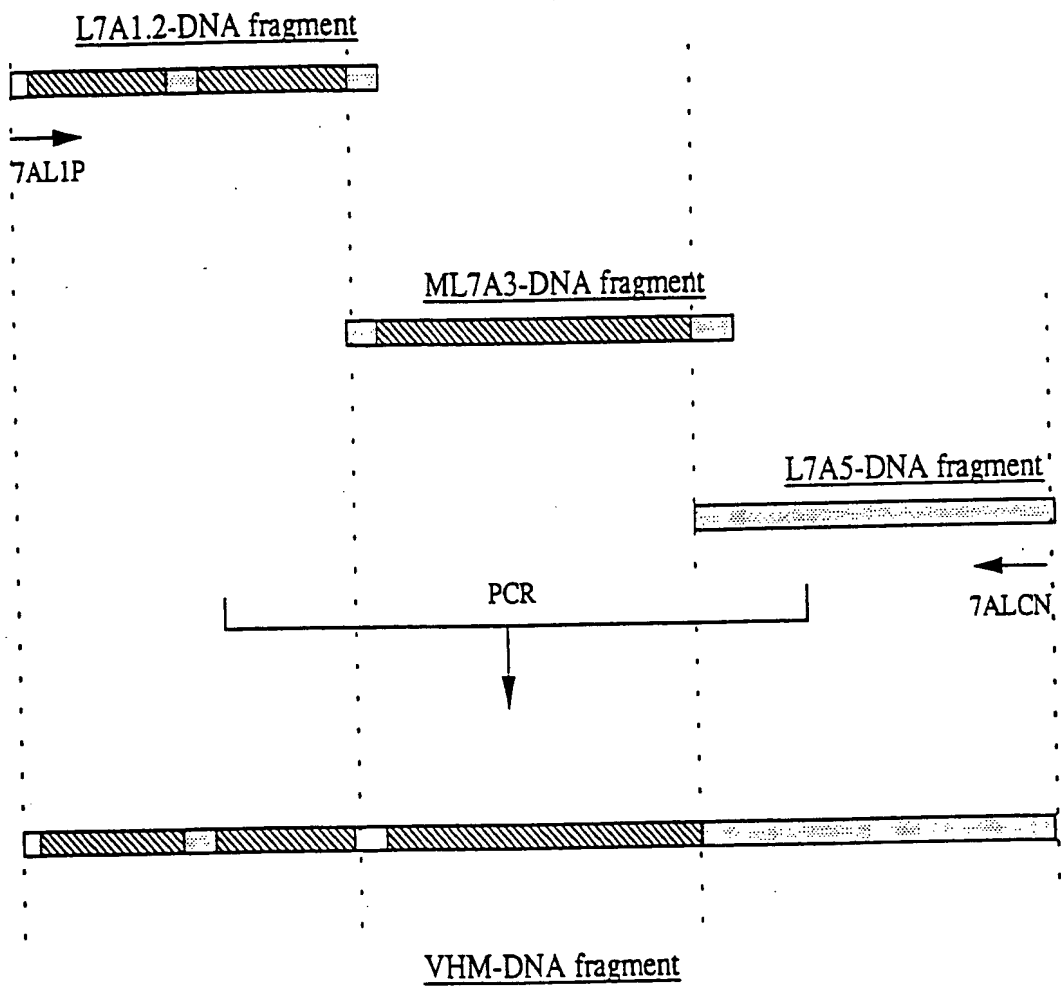 L7A1.2-DNA fragment
7AL1P
ML7A3-DNA fragment
L7A5-DNA fragment
PCR
7ALCN
VHM-DNA fragment